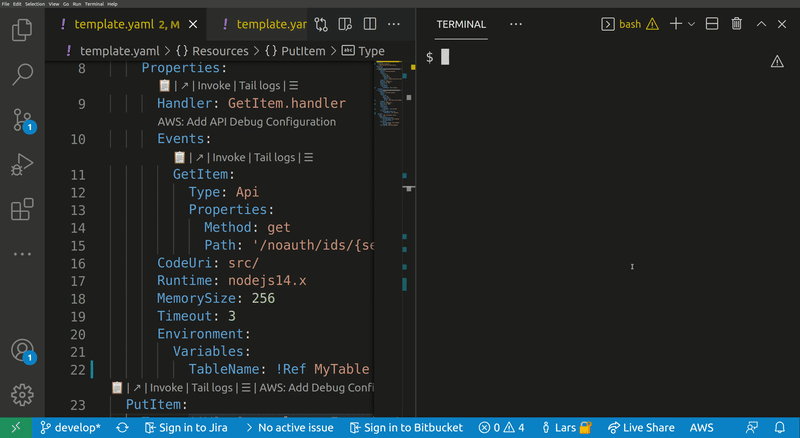 File Edit Selection View Go Run Terminal Help
! template.yaml 2, M × ! template.yar
! template.yaml > {} Resources > {} PutItem > abc Type
8 Properties:
| ↗ | Invoke | Tail logs | ☰
9 Handler: GetItem.handler
AWS: Add API Debug Configuration
10 Events:
| ↗ | Invoke | Tail logs | ☰
11 GetItem:
12 Type: Api
13 Properties:
14 Method: get
15 Path: '/noauth/ids/{se
16 CodeUri: src/
17 Runtime: nodejs14.x
18 MemorySize: 256
19 Timeout: 3
20 Environment:
21 Variables:
22 TableName: !Ref MyTable
| ↗ | Invoke | Tail logs | ☰ | AWS: Add Debug Confi
23 PutItem:
TERMINAL ··· bash
$
1
1
develop* Sign in to Jira > No active issue Sign in to Bitbucket 0 4 Lars Live Share AWS